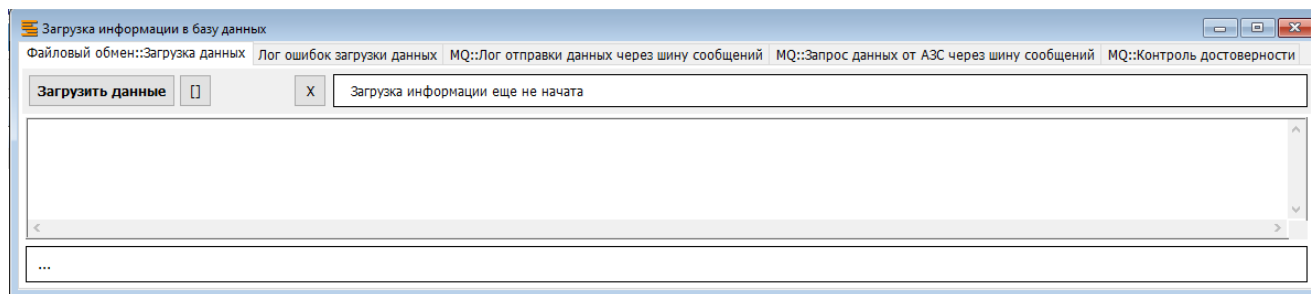 Загрузка информации в базу данных
Файловый обмен::Загрузка данных Лог ошибок загрузки данных MQ::Лог отправки данных через шину сообщений MQ::Запрос данных от АЗС через шину сообщений MQ::Контроль достоверности
Загрузить данные [] X Загрузка информации еще не начата
...